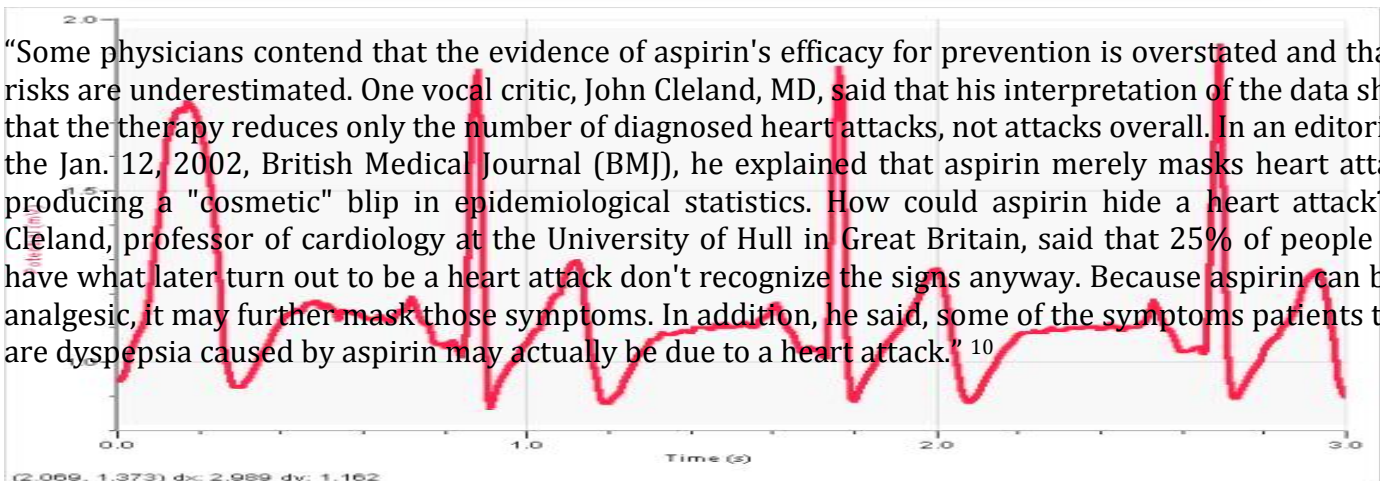 2.0
“Some physicians contend that the evidence of aspirin's efficacy for prevention is overstated and tha
risks are underestimated. One vocal critic, John Cleland, MD, said that his interpretation of the data sh
that the therapy reduces only the number of diagnosed heart attacks, not attacks overall. In an editori
the Jan. 12, 2002, British Medical Journal (BMJ), he explained that aspirin merely masks heart atta
producing a "cosmetic" blip in epidemiological statistics. How could aspirin hide a heart attack?
Cleland, professor of cardiology at the University of Hull in Great Britain, said that 25% of people
have what later turn out to be a heart attack don't recognize the signs anyway. Because aspirin can b
analgesic, it may further mask those symptoms. In addition, he said, some of the symptoms patients t
are dyspepsia caused by aspirin may actually be due to a heart attack.” 10
0.0 1.0 2.0 3.0
Time (s)
(2.069, 1.373) dx: 2.989 dy: 1.162